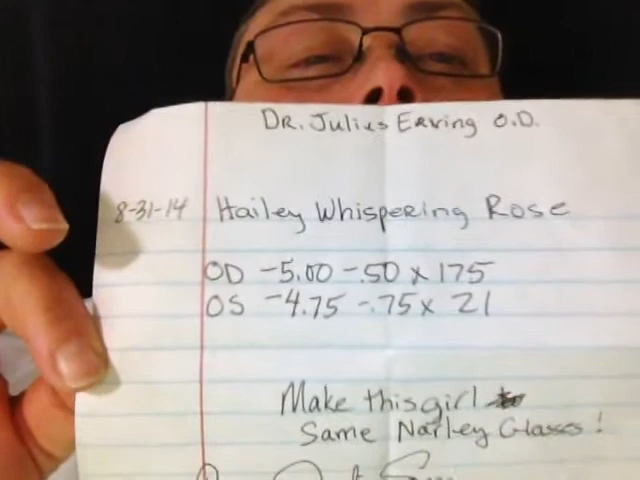 Dr. Julius Erving O.D.
8-31-14 Hailey Whispering Rose
OD -5.00 -.50 x 175
OS -4.75 -.75 x 21
Make this girl
Same Narley Glasses!